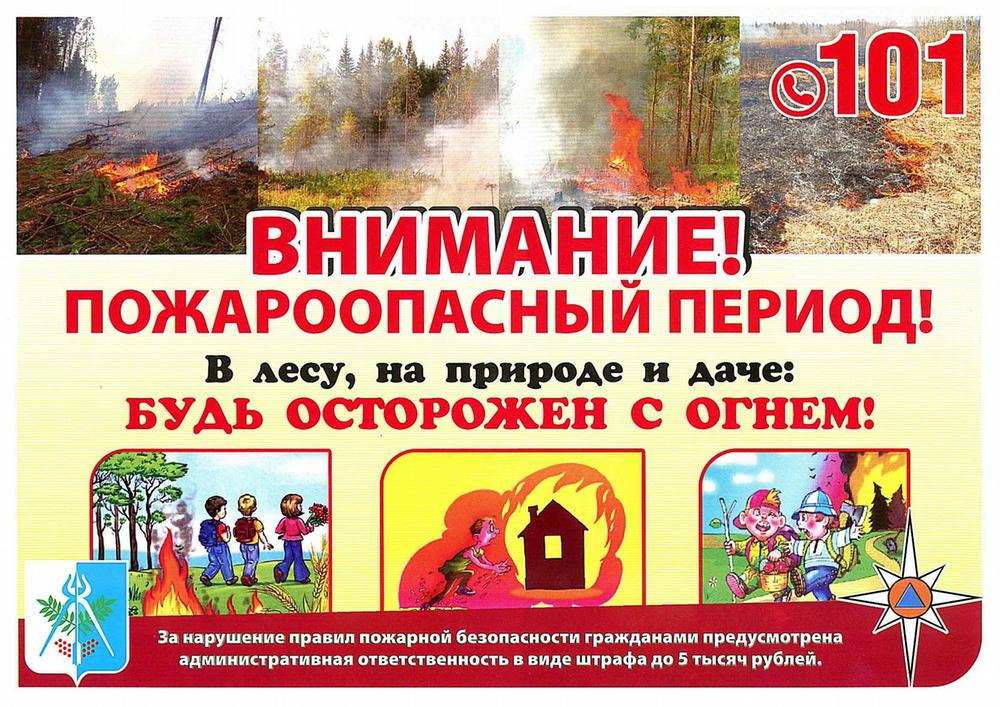 101
ВНИМАНИЕ!
ПОЖАРООПАСНЫЙ ПЕРИОД!
В лесу, на природе и даче:
БУДЬ ОСТОРОЖЕН С ОГНЕМ!
За нарушение правил пожарной безопасности гражданами предусмотрена
административная ответственность в виде штрафа до 5 тысяч рублей.